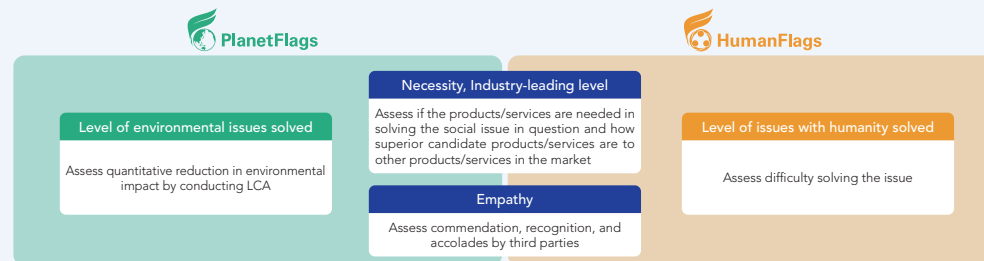 PlanetFlags
HumanFlags
Level of environmental issues solved
Assess quantitative reduction in environmental
impact by conducting LCA
Necessity, Industry-leading level
Assess if the products/services are needed in
solving the social issue in question and how
superior candidate products/services are to
other products/services in the market
Empathy
Assess commendation, recognition, and
accolades by third parties
Level of issues with humanity solved
Assess difficulty solving the issue